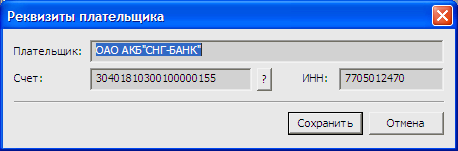 Реквизиты плательщика
Плательщик: ОАО АКБ"СНГ-БАНК"
Счет: 30401810300100000155 ? ИНН: 7705012470
Сохранить Отмена